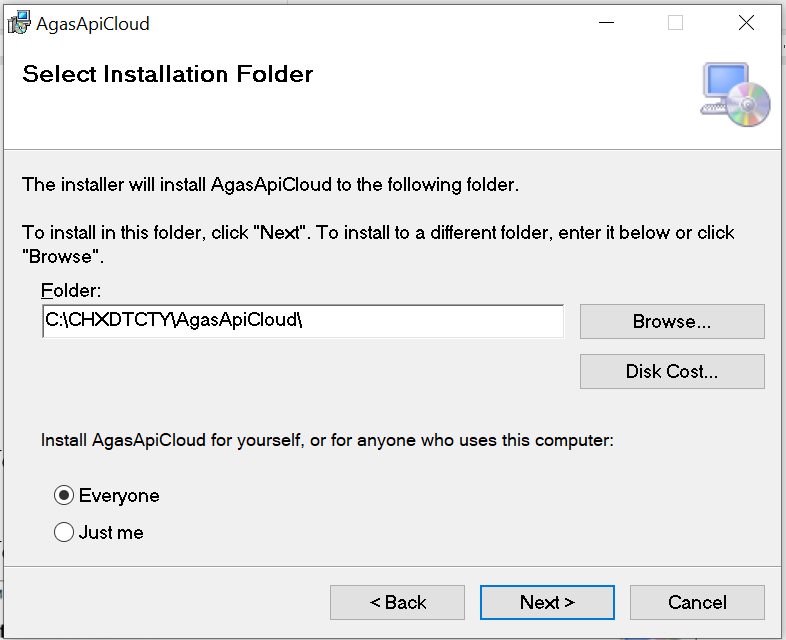 AgasApiCloud
Select Installation Folder
The installer will install AgasApiCloud to the following folder.
To install in this folder, click "Next". To install to a different folder, enter it below or click
"Browse".
Folder:
C:\CHXDTCTY\AgasApiCloud\
Browse...
Disk Cost...
Install AgasApiCloud for yourself, or for anyone who uses this computer:
Everyone
Just me
< Back
Next >
Cancel